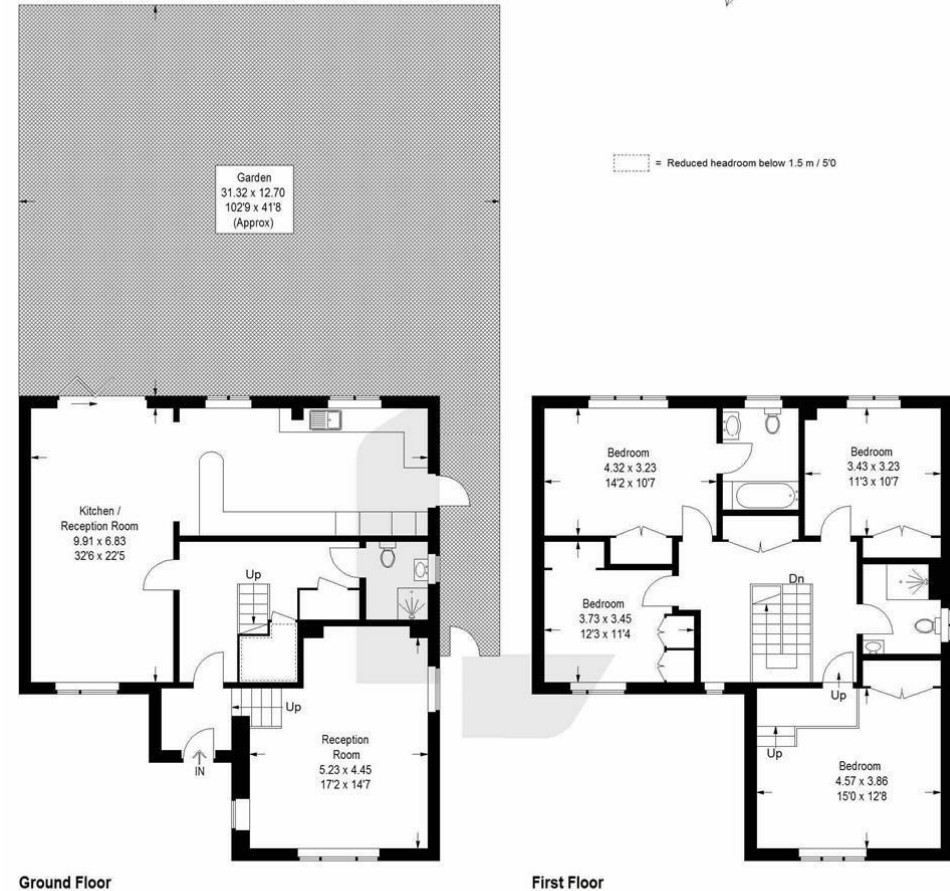 Garden
31.32 x 12.70
102'9 x 41'8
(Approx)
= Reduced headroom below 1.5 m / 5'0
Kitchen /
Reception Room
9.91 x 6.83
32'6 x 22'5
Up
Up
Reception
Room
5.23 x 4.45
17'2 x 14'7
IN
Ground Floor
Bedroom
4.32 x 3.23
14'2 x 10'7
Bedroom
3.43 x 3.23
11'3 x 10'7
Bedroom
3.73 x 3.45
12'3 x 11'4
Dn
Up
Up
Bedroom
4.57 x 3.86
15'0 x 12'8
First Floor